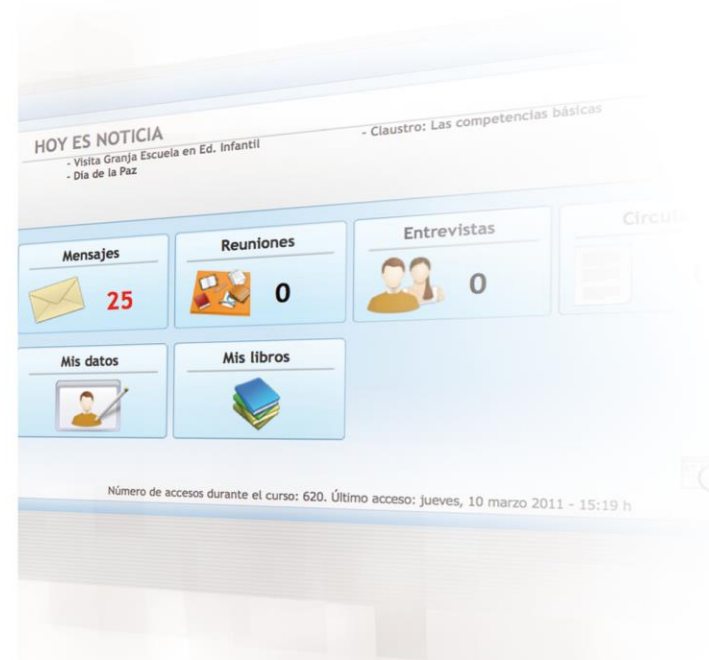 HOY ES NOTICIA
- Visita Granja Escuela en Ed. Infantil
- Día de la Paz
- Claustro: Las competencias básicas
Mensajes
25
Reuniones
0
Entrevistas
0
Mis datos
Mis libros
Número de accesos durante el curso: 620. Último acceso: jueves, 10 marzo 2011 - 15:19 h